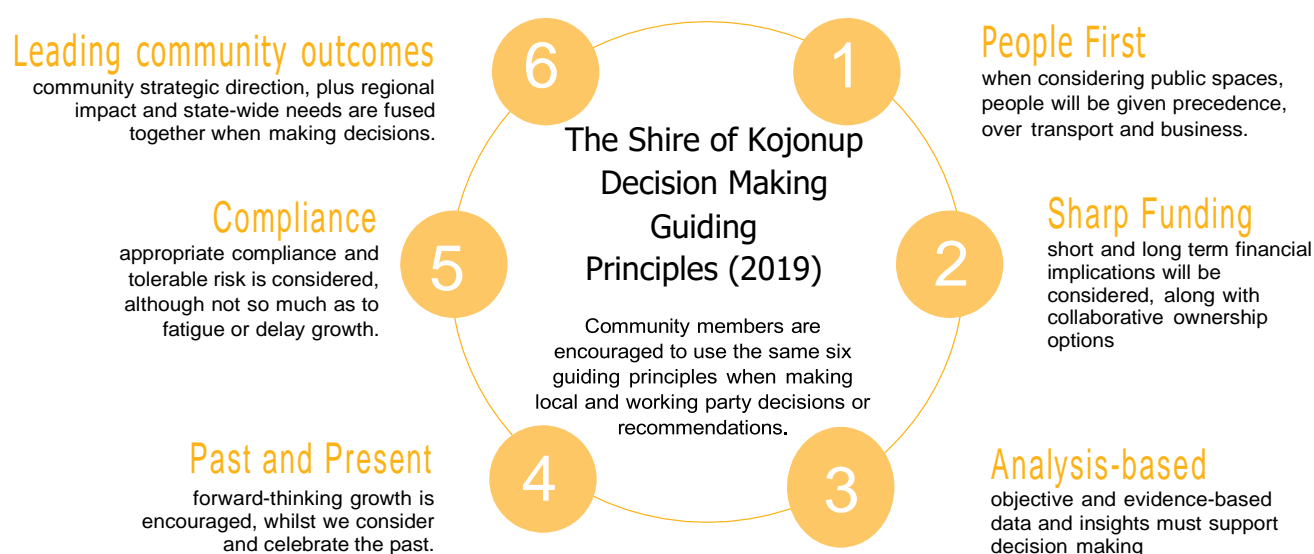 The Shire of Kojonup
Decision Making
Guiding
Principles (2019)
Community members are
encouraged to use the same six
guiding principles when making
local and working party decisions or
recommendations.
1
People First
when considering public spaces,
people will be given precedence,
over transport and business.
2
Sharp Funding
short and long term financial
implications will be
considered, along with
collaborative ownership
options
3
Analysis-based
objective and evidence-based
data and insights must support
decision making
4
Past and Present
forward-thinking growth is
encouraged, whilst we consider
and celebrate the past.
5
Compliance
appropriate compliance and
tolerable risk is considered,
although not so much as to
fatigue or delay growth.
6
Leading community outcomes
community strategic direction, plus regional
impact and state-wide needs are fused
together when making decisions.